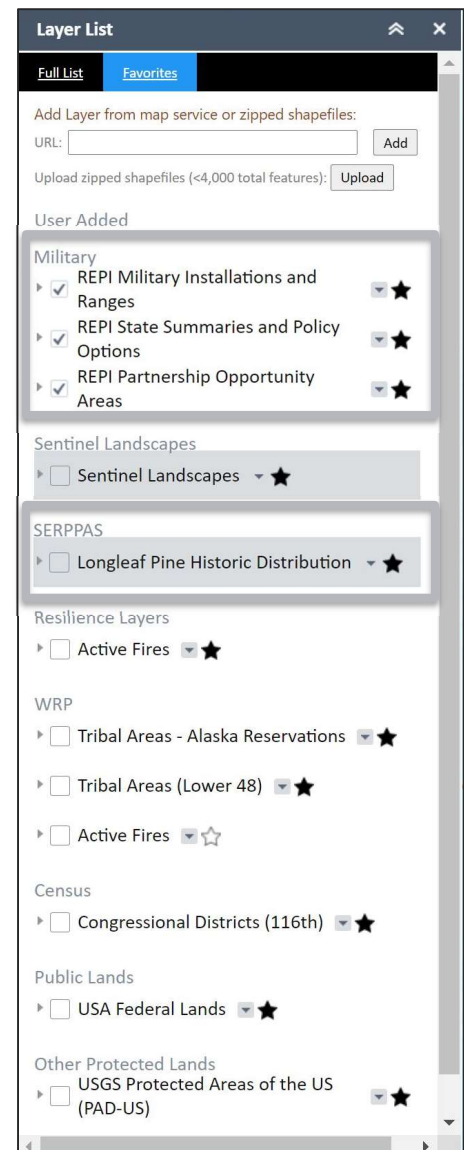 Layer List
Full List Favorites
Add Layer from map service or zipped shapefiles:
URL: Add
Upload zipped shapefiles (<4,000 total features): Upload
User Added
Military
REPI Military Installations and
Ranges
REPI State Summaries and Policy
Options
REPI Partnership Opportunity
Areas
Sentinel Landscapes
Sentinel Landscapes
SERPPAS
Longleaf Pine Historic Distribution
Resilience Layers
Active Fires
WRP
Tribal Areas - Alaska Reservations
Tribal Areas (Lower 48)
Active Fires
Census
Congressional Districts (116th)
Public Lands
USA Federal Lands
Other Protected Lands
USGS Protected Areas of the US
(PAD-US)